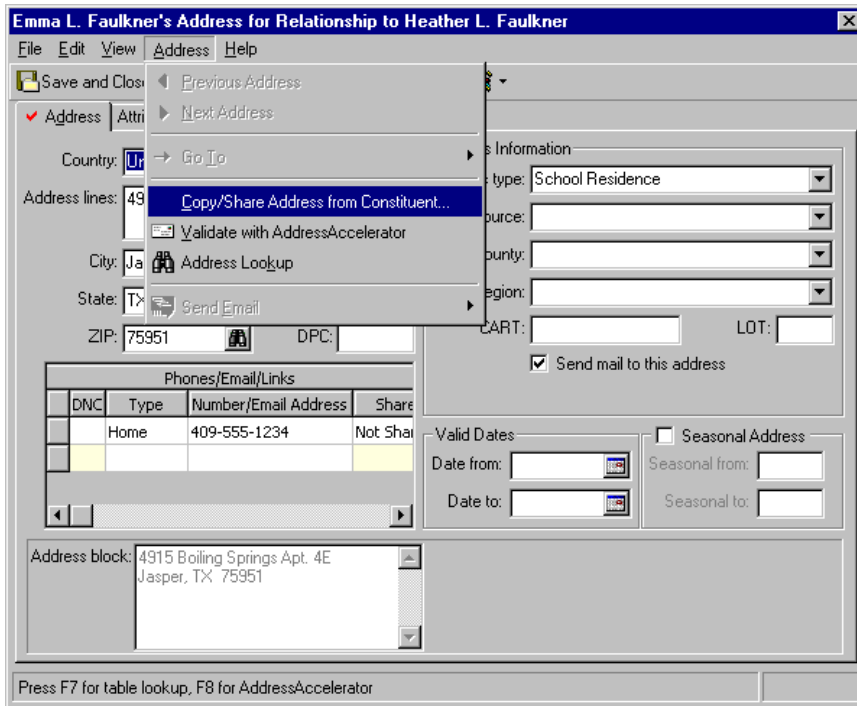 Emma L. Faulkner's Address for Relationship to Heather L. Faulkner
File Edit View Address Help
Save and Clos
Previous Address
Next Address
Go To
Copy/Share Address from Constituent...
Validate with AddressAccelerator
Address Lookup
Send Email
Address Attri
Country: Un
Address lines: 49
City: Ja
State: TX
ZIP: 75951 DPC:
s Information
type: School Residence
ource:
ounty:
egion:
CART: LOT:
Send mail to this address
Phones/Email/Links
DNC Type Number/Email Address Share
Home 409-555-1234 Not Shar
Valid Dates
Date from:
Date to:
Seasonal Address
Seasonal from:
Seasonal to:
Address block: 4915 Boiling Springs Apt. 4E
Jasper, TX 75951
Press F7 for table lookup, F8 for AddressAccelerator